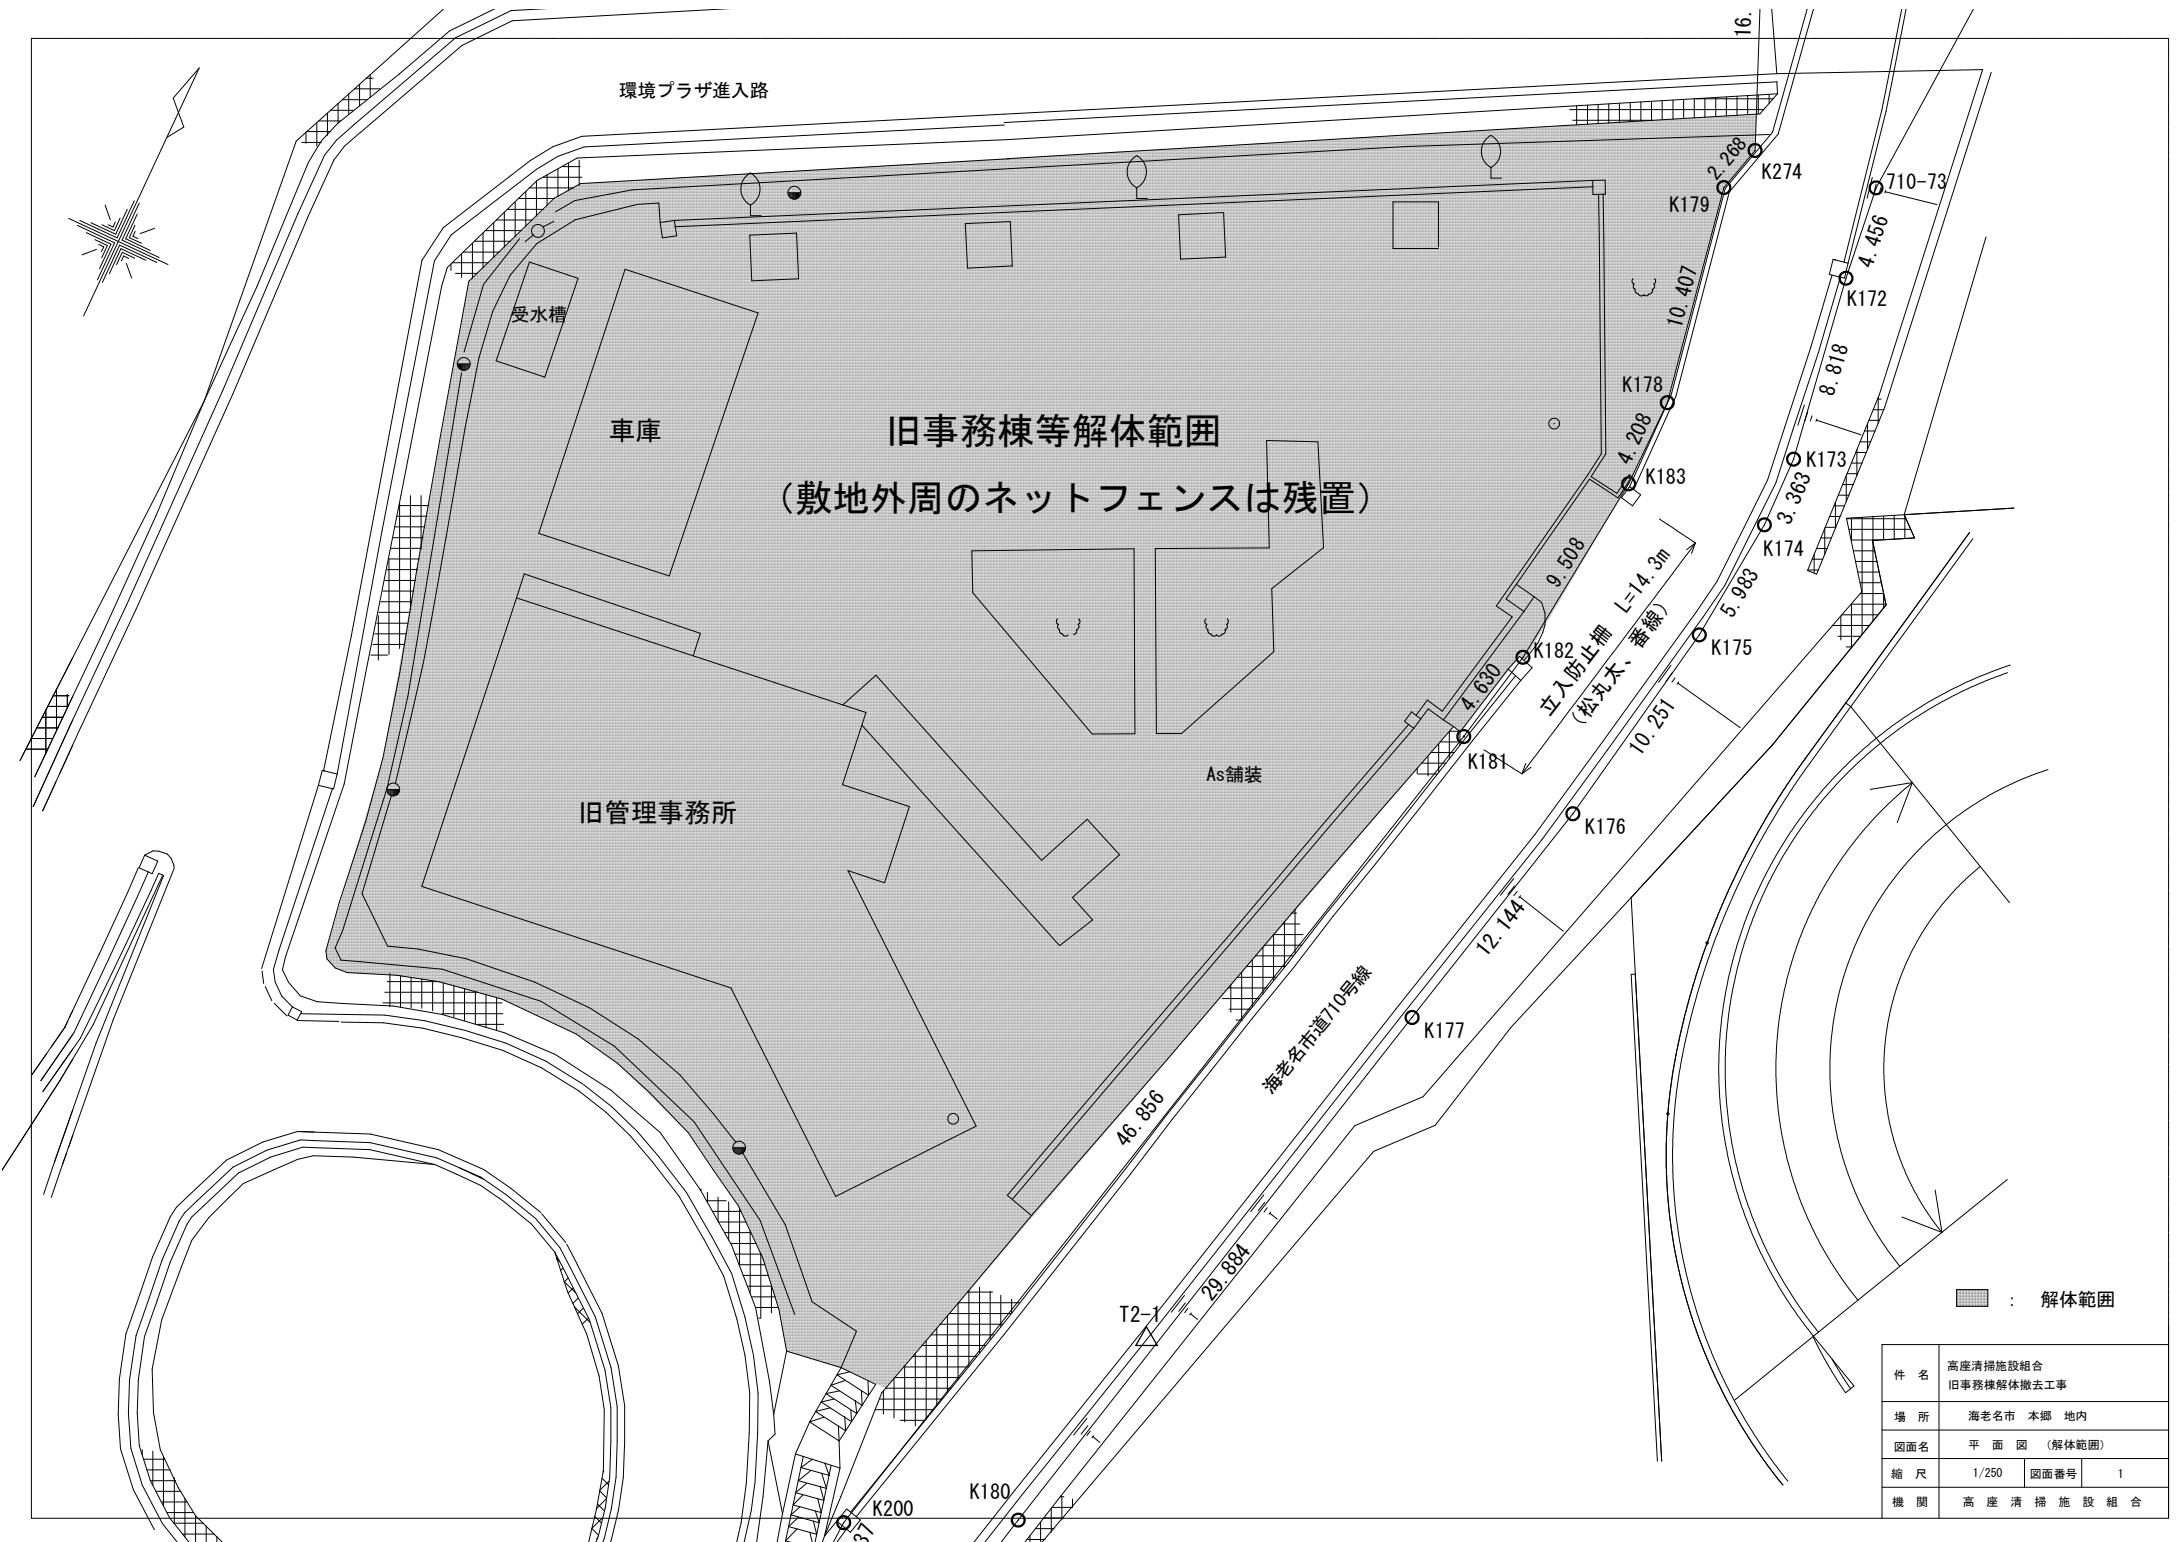 16.
環境プラザ進入路
2.268
K274
K179
710-73
4.456
K172
10.407
受水槽
8.818
K178
車庫
旧事務棟等解体範囲
4.208
K173
K183
（敷地外周のネットフェンスは残置）
3.363
K174
9.508
立入防止柵 L=14.3m
（松丸太、番線）
5.983
K182
K175
4.630
10.251
K181
As舗装
旧管理事務所
K176
12.144
海老名市道710号線
K177
46.856
29.884
T2-1
： 解体範囲
件 名 高座清掃施設組合
旧事務棟解体撤去工事
場 所 海老名市 本郷 地内
図面名 平 面 図 （解体範囲）
縮 尺 1/250 図面番号 1
機 関 高 座 清 掃 施 設 組 合
K180
K200
37